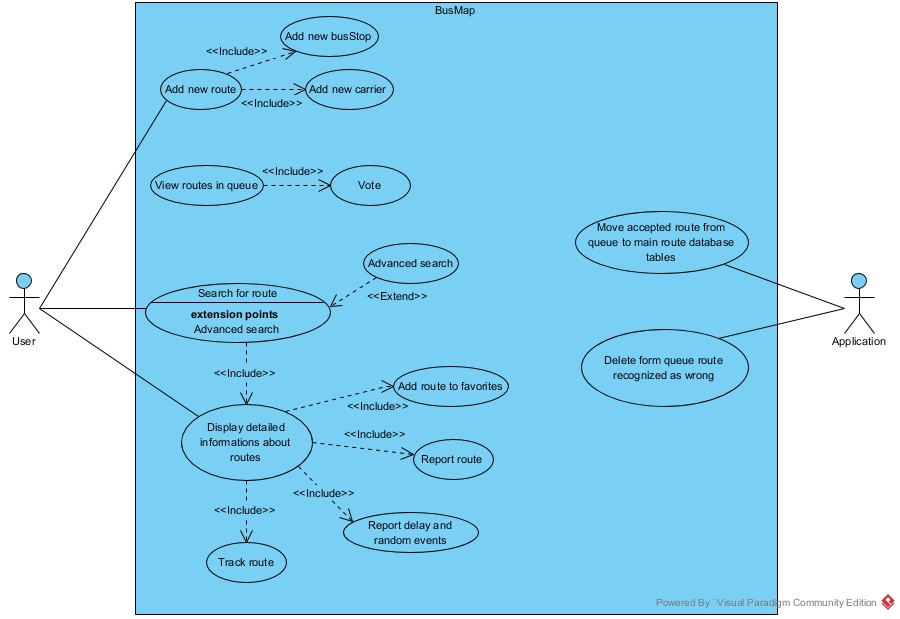 BusMap
Add new busStop
<<Include>>
Add new route
Add new carrier
<<Include>>
<<Include>>
View routes in queue
Vote
Move accepted route from
queue to main route database
tables
Advanced search
<<Extend>>
Search for route
extension points
Advanced search
User
Application
Delete form queue route
recognized as wrong
<<Include>>
Add route to favorites
<<Include>>
Display detailed
informations about
routes
<<Include>>
Report route
<<Include>>
<<Include>>
Report delay and
random events
Track route
Powered By Visual Paradigm Community Edition